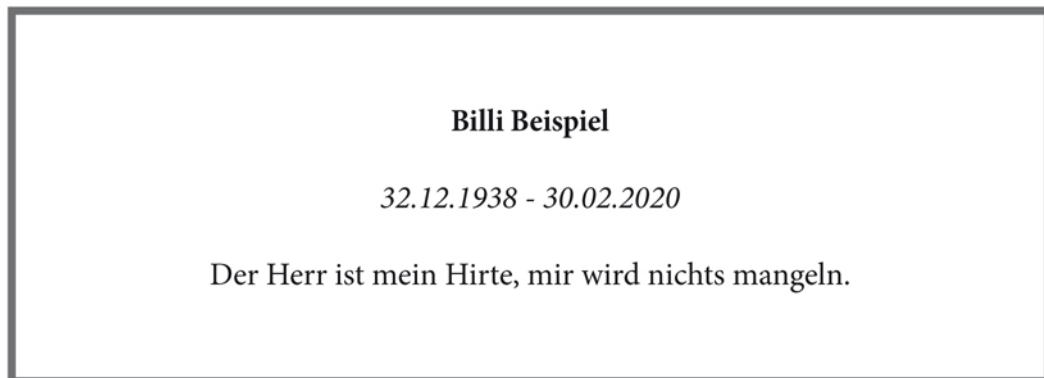 Billi Beispiel
32.12.1938 - 30.02.2020
Der Herr ist mein Hirte, mir wird nichts mangeln.